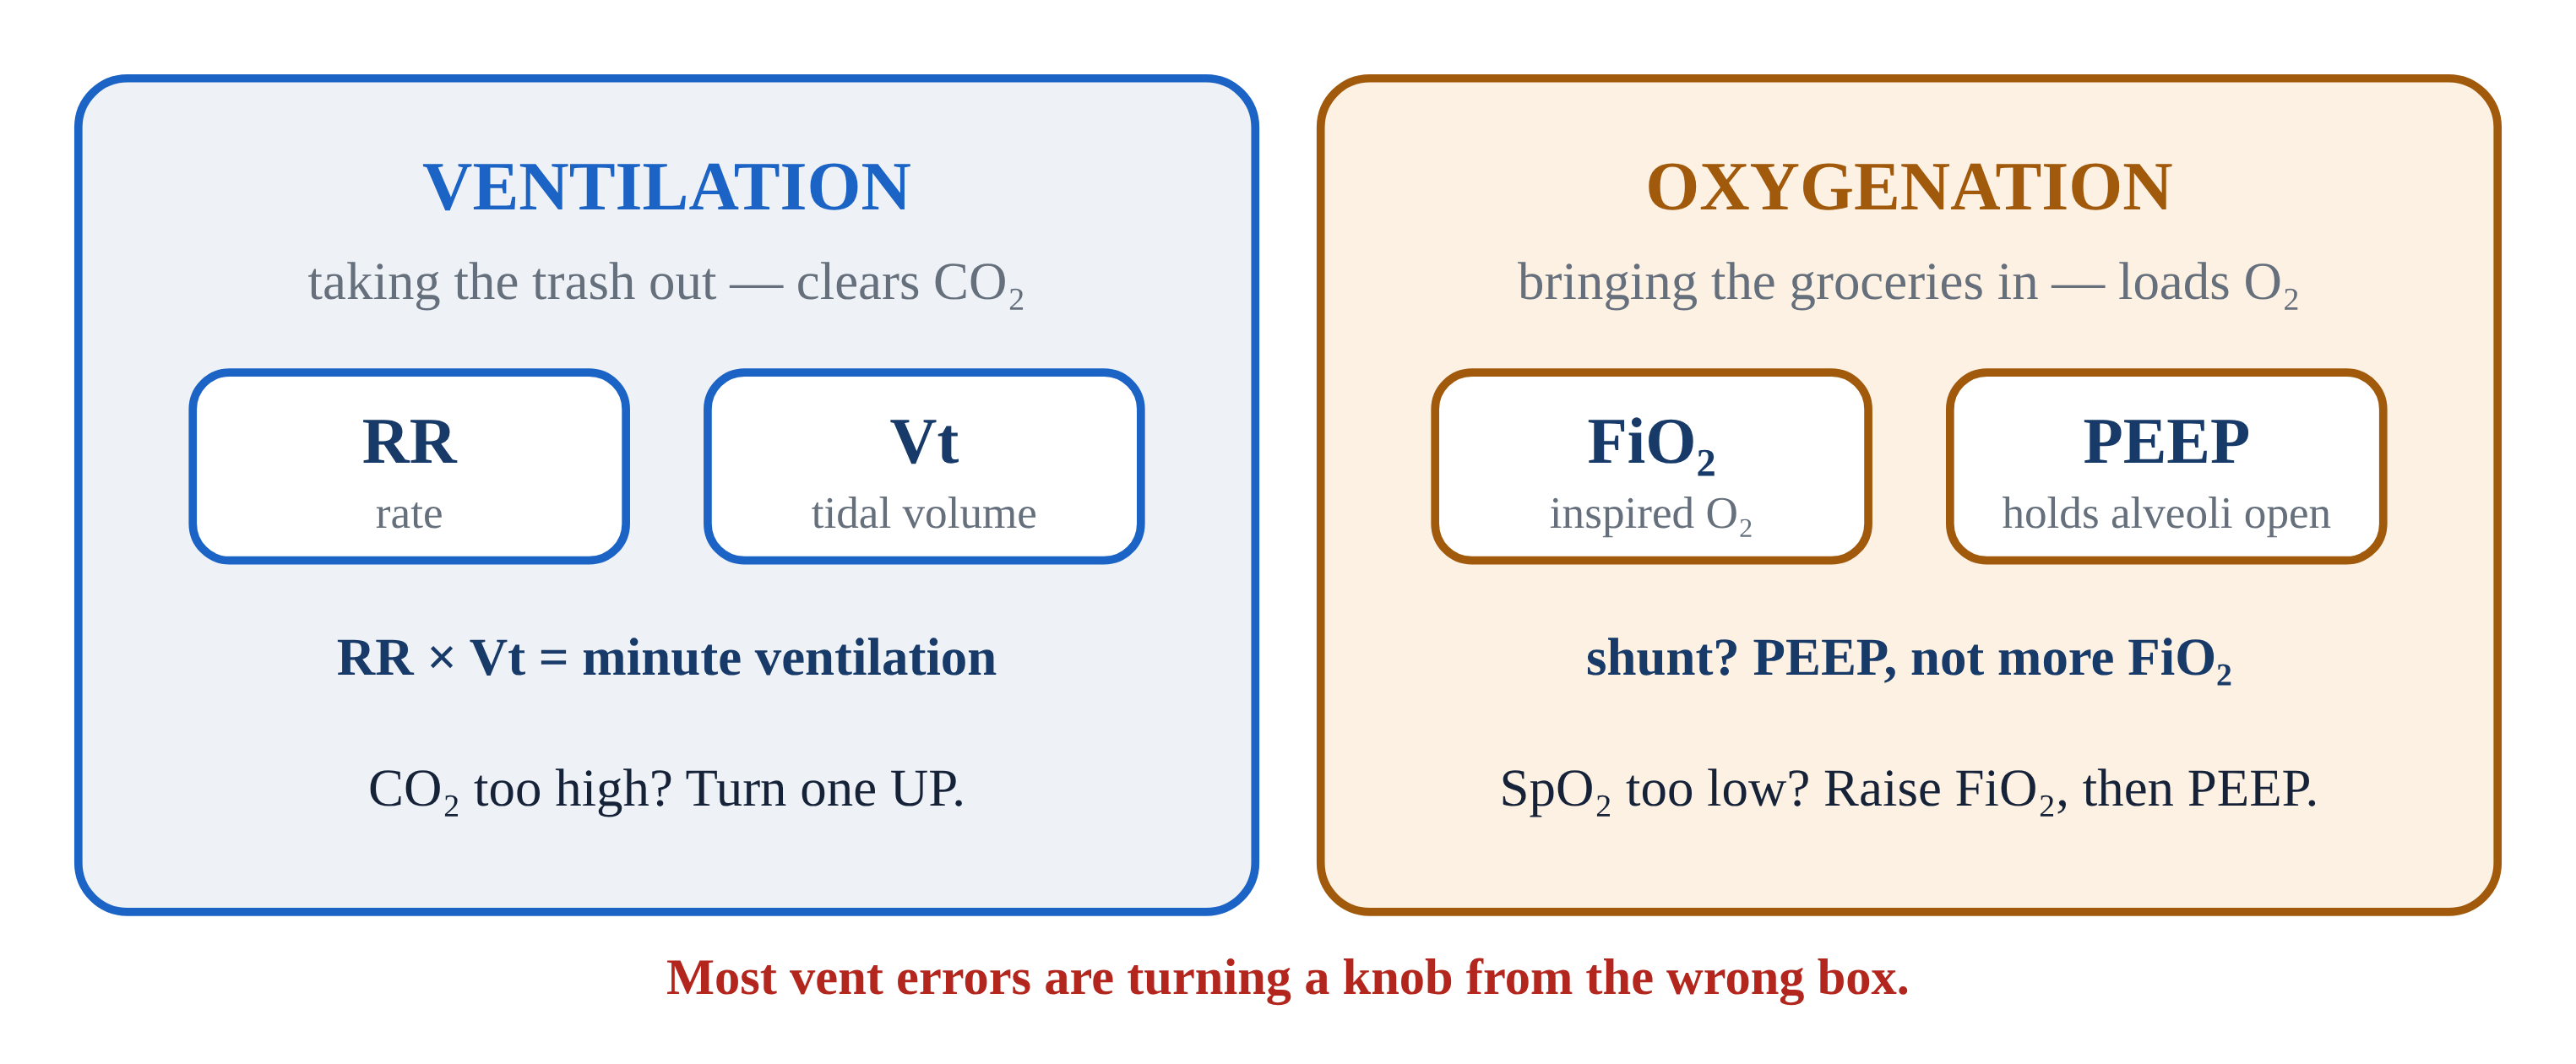 VENTILATION
taking the trash out — clears CO₂
RR
rate
Vt
tidal volume
RR × Vt = minute ventilation
CO₂ too high? Turn one UP.
OXYGENATION
bringing the groceries in — loads O₂
FiO₂
inspired O₂
PEEP
holds alveoli open
shunt? PEEP, not more FiO₂
SpO₂ too low? Raise FiO₂, then PEEP.
Most vent errors are turning a knob from the wrong box.